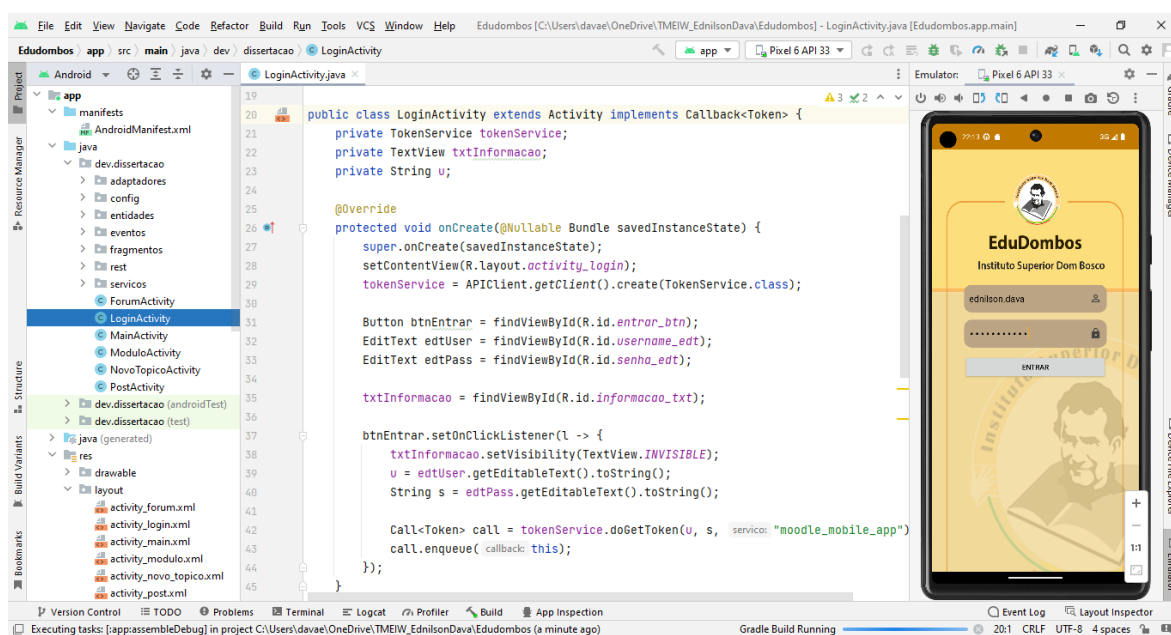 File Edit View Navigate Code Refactor Build Run Tools VCS Window Help Edudombos [C:\Users\davae\OneDrive\TMEIW_EdnilsonDava\Edudombos] - LoginActivity.java [Edudombos.app.main]
Edudombos app src main java dev dissertacao LoginActivity
app Pixel 6 API 33
Project
Resource Manager
Structure
Build Variants
Bookmarks
Android
app
manifests
AndroidManifest.xml
java
dev.dissertacao
adaptadores
config
entidades
eventos
fragmentos
rest
servicos
ForumActivity
LoginActivity
MainActivity
ModuloActivity
NovoTopicoActivity
PostActivity
dev.dissertacao (androidTest)
dev.dissertacao (test)
java (generated)
res
drawable
layout
activity_forum.xml
activity_login.xml
activity_main.xml
activity_modulo.xml
activity_novo_topico.xml
activity_post.xml
LoginActivity.java
3 2
19
20 public class LoginActivity extends Activity implements Callback<Token> {
21 private TokenService tokenService;
22 private TextView txtInformacao;
23 private String u;
24
25 @Override
26 protected void onCreate(@Nullable Bundle savedInstanceState) {
27 super.onCreate(savedInstanceState);
28 setContentView(R.layout.activity_login);
29 tokenService = APIClient.getClient().create(TokenService.class);
30
31 Button btnEntrar = findViewById(R.id.entrar_btn);
32 EditText edtUser = findViewById(R.id.username_edt);
33 EditText edtPass = findViewById(R.id.senha_edt);
34
35 txtInformacao = findViewById(R.id.informacao_txt);
36
37 btnEntrar.setOnClickListener(l -> {
38 txtInformacao.setVisibility(TextView.INVISIBLE);
39 u = edtUser.getEditableText().toString();
40 String s = edtPass.getEditableText().toString();
41
42 Call<Token> call = tokenService.doGetToken(u, s, servico: "moodle_mobile_app")
43 call.enqueue( callback: this);
44 });
45 }
Emulator: Pixel 6 API 33
22:13 3G
EduDombos
Instituto Superior Dom Bosco
ednilson.dava
•••••••••••
ENTRAR
1:1
Version Control TODO Problems Terminal Logcat Profiler Build App Inspection Event Log Layout Inspector
Executing tasks: [:app:assembleDebug] in project C:\Users\davae\OneDrive\TMEIW_EdnilsonDava\Edudombos (a minute ago) Gradle Build Running 20:1 CRLF UTF-8 4 spaces